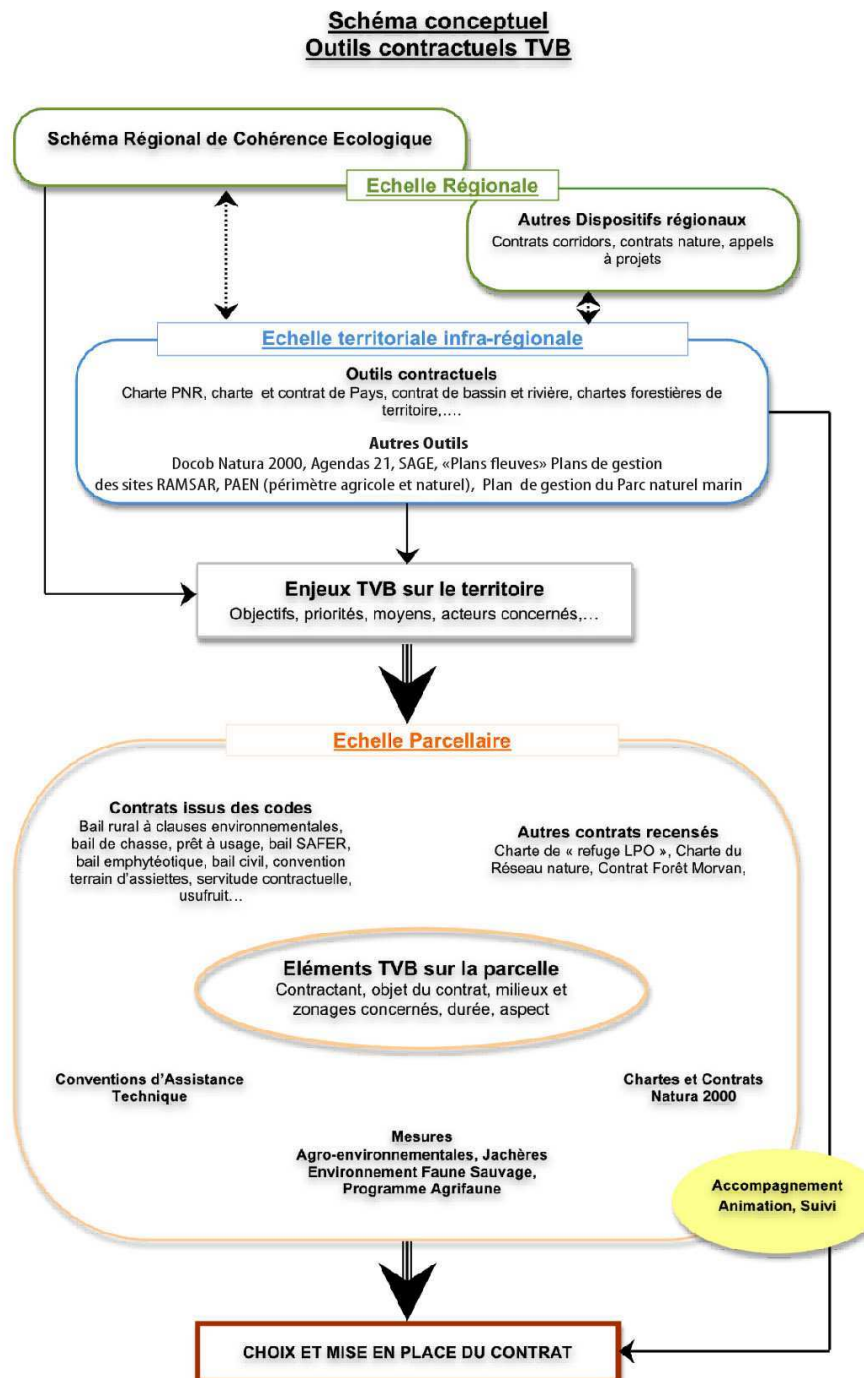 Schéma conceptuel
Outils contractuels TVB
Schéma Régional de Cohérence Ecologique
Echelle Régionale
Autres Dispositifs régionaux
Contrats corridors, contrats nature, appels
à projets
Echelle territoriale infra-régionale
Outils contractuels
Charte PNR, charte et contrat de Pays, contrat de bassin et rivière, chartes forestières de
territoire,....
Autres Outils
Docob Natura 2000, Agendas 21, SAGE, «Plans fleuves» Plans de gestion
des sites RAMSAR, PAEN (périmètre agricole et naturel), Plan de gestion du Parc naturel marin
Enjeux TVB sur le territoire
Objectifs, priorités, moyens, acteurs concernés,...
Echelle Parcellaire
Contrats issus des codes
Bail rural à clauses environnementales,
bail de chasse, prêt à usage, bail SAFER,
bail emphytéotique, bail civil, convention
terrain d'assiettes, servitude contractuelle,
usufruit...
Autres contrats recensés
Charte de « refuge LPO », Charte du
Réseau nature, Contrat Forêt Morvan,
Eléments TVB sur la parcelle
Contractant, objet du contrat, milieux et
zonages concernés, durée, aspect
Conventions d'Assistance
Technique
Chartes et Contrats
Natura 2000
Mesures
Agro-environnementales, Jachères
Environnement Faune Sauvage,
Programme Agrifaune
Accompagnement
Animation, Suivi
CHOIX ET MISE EN PLACE DU CONTRAT